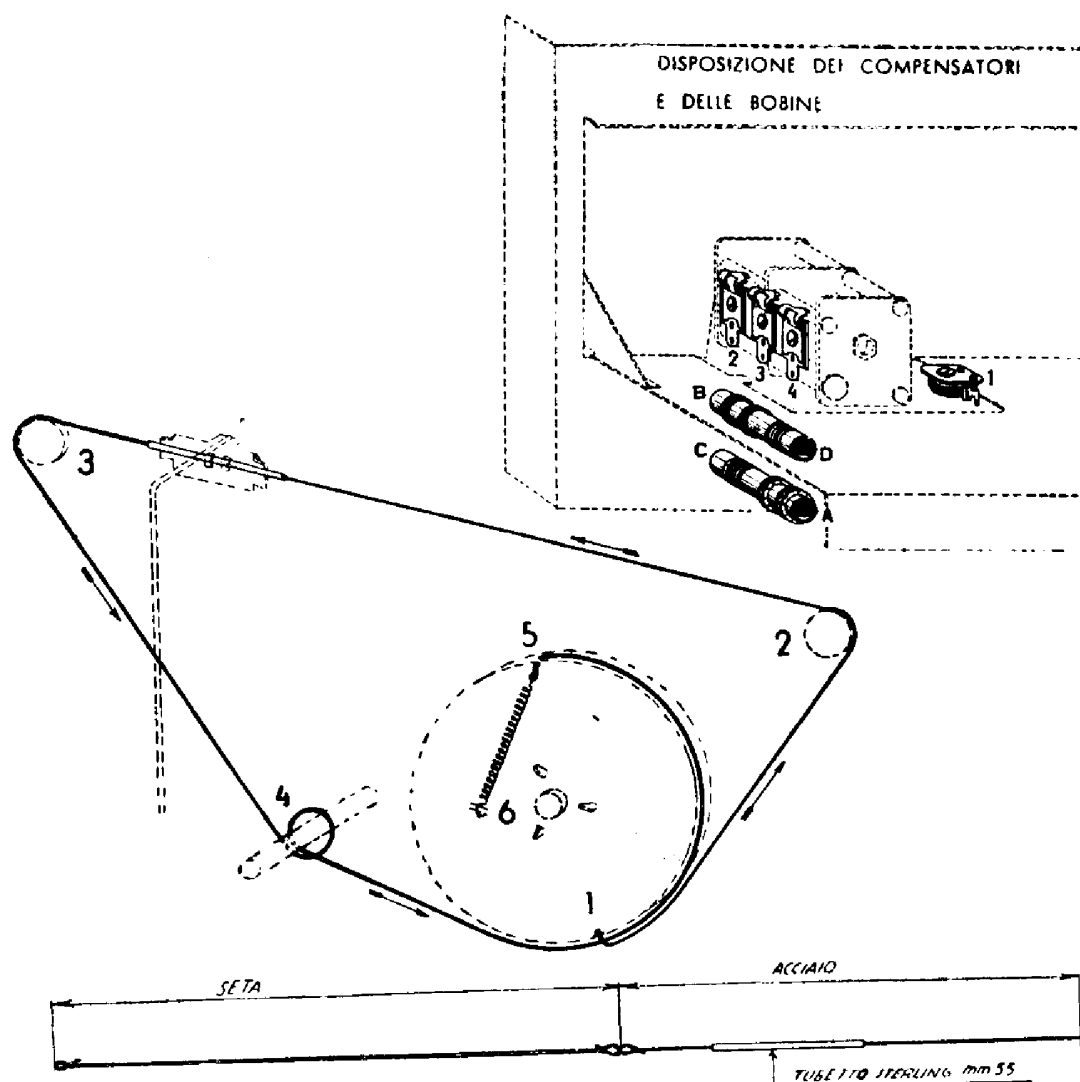 DISPOSIZIONE DEI COMPENSATORI
E DELLE BOBINE
2
3
4
1
B
D
C
A
3
2
5
4
6
1
SETA
ACCIAIO
TUBETTO STERLING mm 55